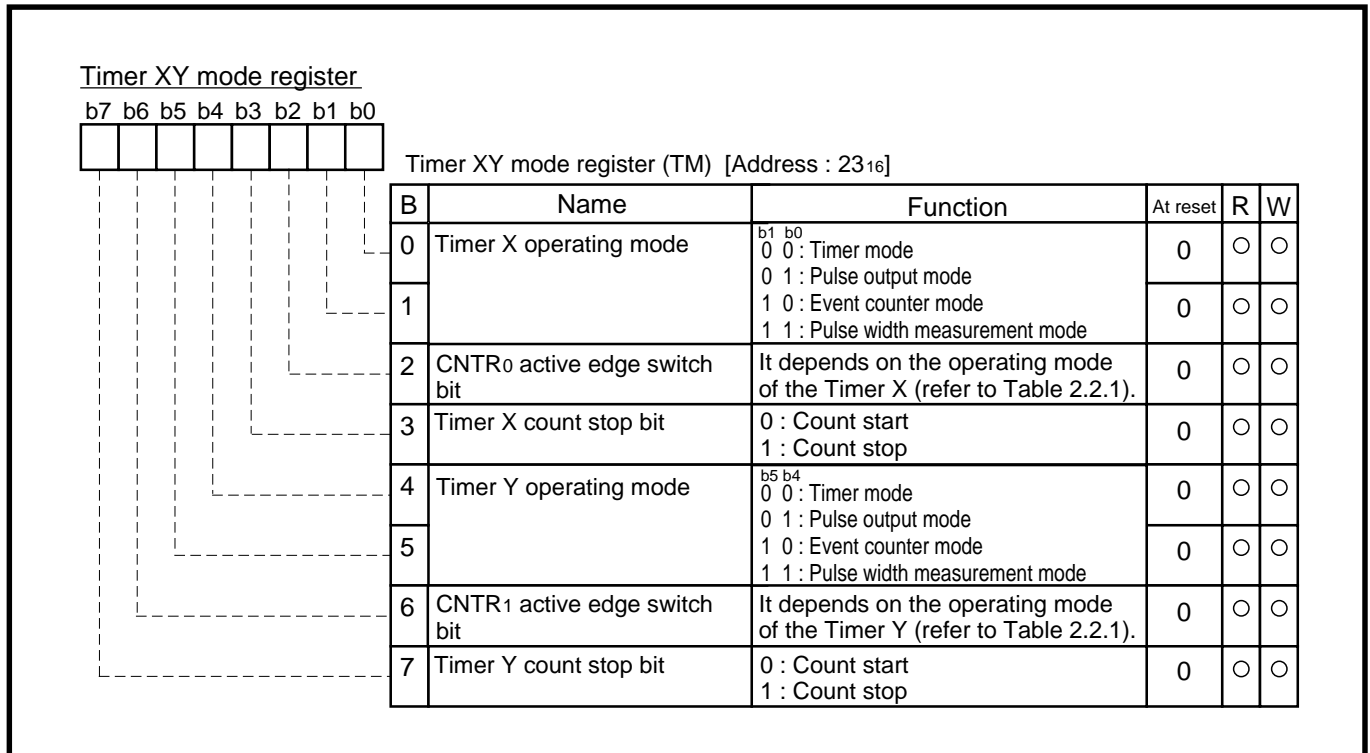 Timer XY mode register
b7 b6 b5 b4 b3 b2 b1 b0
Timer XY mode register (TM) [Address : 2316]
B Name Function At reset R W
0 Timer X operating mode b1 b0
0 0 : Timer mode 0 ○ ○
0 1 : Pulse output mode
1 1 0 : Event counter mode 0 ○ ○
1 1 : Pulse width measurement mode
2 CNTR0 active edge switch It depends on the operating mode 0 ○ ○
bit of the Timer X (refer to Table 2.2.1).
3 Timer X count stop bit 0 : Count start 0 ○ ○
1 : Count stop
4 Timer Y operating mode b5 b4
0 0 : Timer mode 0 ○ ○
0 1 : Pulse output mode
5 1 0 : Event counter mode 0 ○ ○
1 1 : Pulse width measurement mode
6 CNTR1 active edge switch It depends on the operating mode 0 ○ ○
bit of the Timer Y (refer to Table 2.2.1).
7 Timer Y count stop bit 0 : Count start 0 ○ ○
1 : Count stop